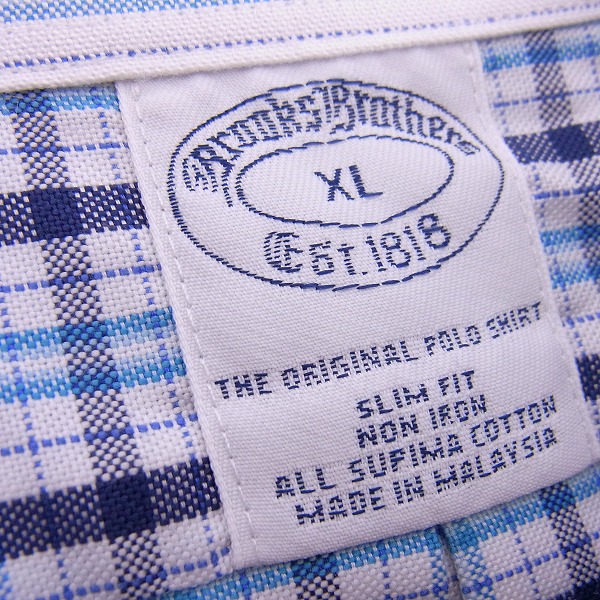 Brooks Brothers
XL
Est. 1818
THE ORIGINAL POLO SHIRT
SLIM FIT
NON IRON
ALL SUPIMA COTTON
MADE IN MALAYSIA